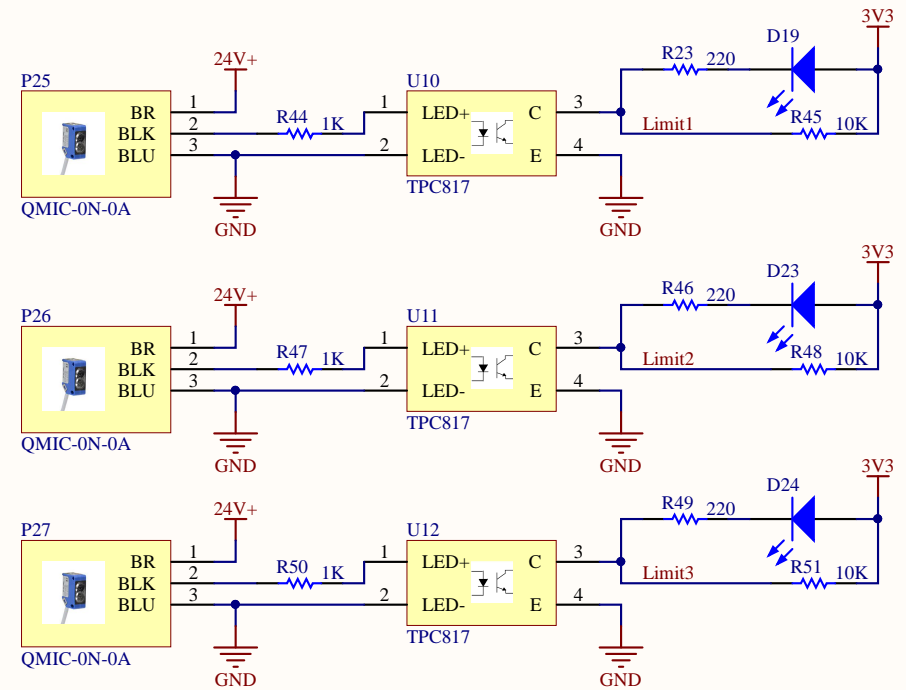 3V3
D19
R23 220
24V+
P25
U10
BR 1
R44 1K
1 LED+ C 3
BLK 2
Limit1 R45 10K
BLU 3
2 LED- E 4
TPC817
QMIC-0N-0A
GND
GND
3V3
D23
R46 220
24V+
P26
U11
BR 1
R47 1K
1 LED+ C 3
BLK 2
Limit2 R48 10K
BLU 3
2 LED- E 4
TPC817
QMIC-0N-0A
GND
GND
3V3
D24
R49 220
24V+
P27
U12
BR 1
R50 1K
1 LED+ C 3
BLK 2
Limit3 R51 10K
BLU 3
2 LED- E 4
TPC817
QMIC-0N-0A
GND
GND